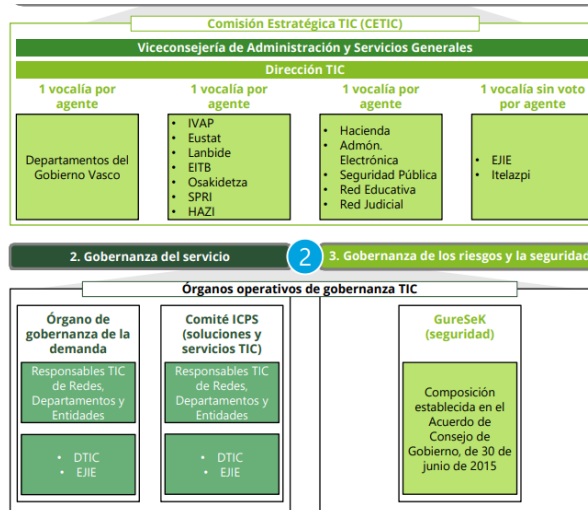 Comisión Estratégica TIC (CETIC)
Viceconsejería de Administración y Servicios Generales
Dirección TIC
1 vocalía por
agente
Departamentos del
Gobierno Vasco
1 vocalía por
agente
• IVAP
• Eustat
• Lanbide
• EITB
• Osakidetza
• SPRI
• HAZI
1 vocalía por
agente
• Hacienda
• Admón.
Electrónica
• Seguridad Pública
• Red Educativa
• Red Judicial
1 vocalía sin voto
por agente
• EJIE
• Itelazpi
2. Gobernanza del servicio
2
3. Gobernanza de los riesgos y la seguridad
Órganos operativos de gobernanza TIC
Órgano de
gobernanza de la
demanda
Responsables TIC
de Redes,
Departamentos y
Entidades
• DTIC
• EJIE
Comité ICPS
(soluciones y
servicios TIC)
Responsables TIC
de Redes,
Departamentos y
Entidades
• DTIC
• EJIE
GureSeK
(seguridad)
Composición
establecida en el
Acuerdo de
Consejo de
Gobierno, de 30 de
junio de 2015